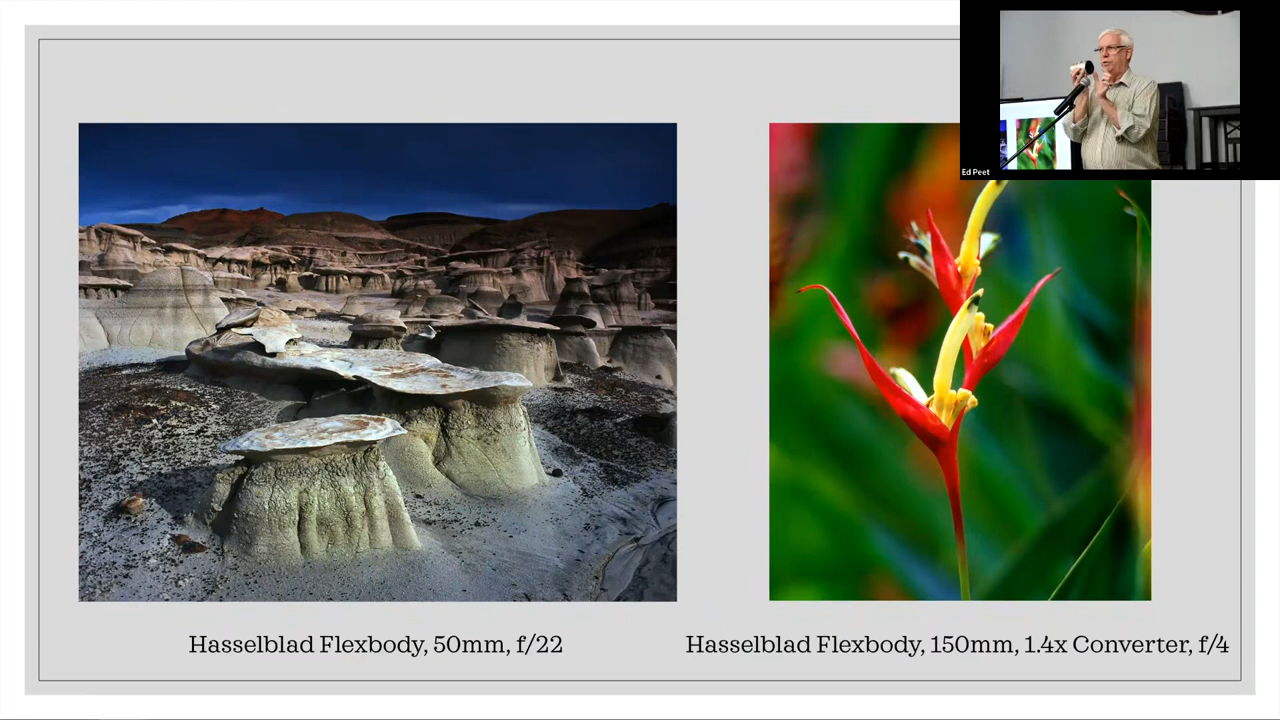 Ed Peet
Hasselblad Flexbody, 50mm, f/22
Hasselblad Flexbody, 150mm, 1.4x Converter, f/4